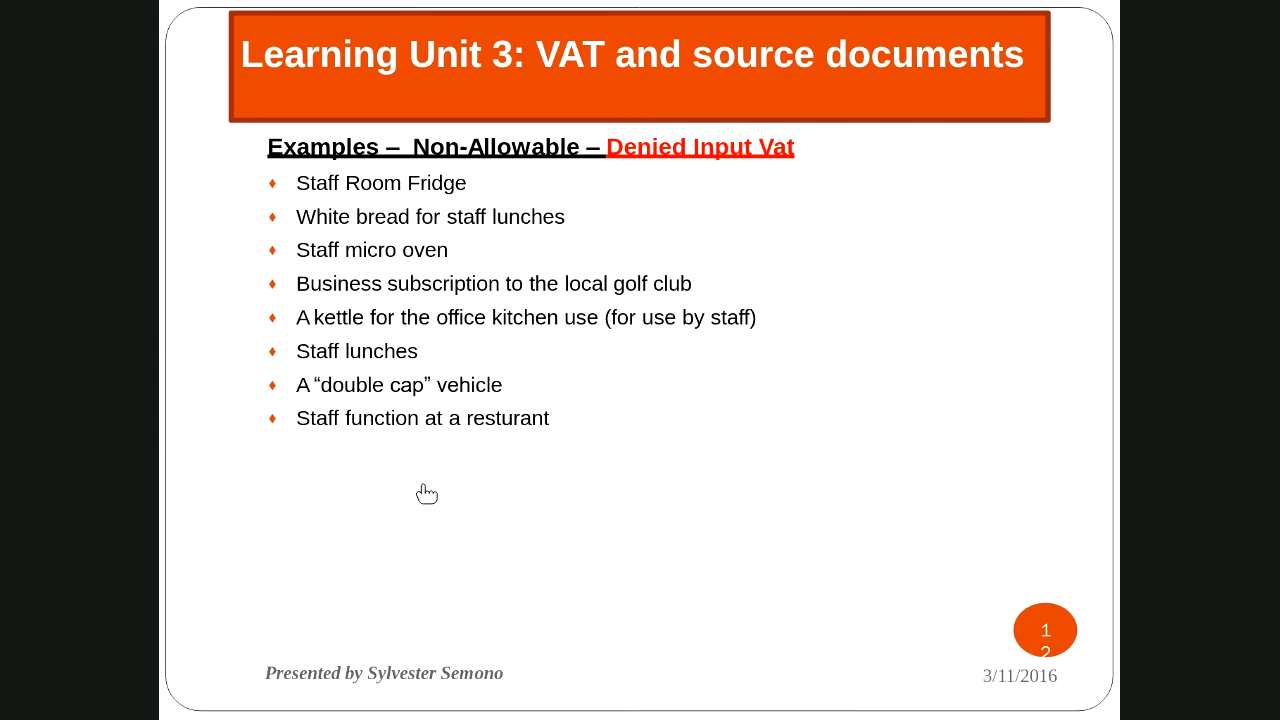 Learning Unit 3: VAT and source documents
Examples –  Non-Allowable – Denied Input Vat
Staff Room Fridge
White bread for staff lunches
Staff micro oven
Business subscription to the local golf club
A kettle for the office kitchen use (for use by staff)
Staff lunches
A “double cap” vehicle
Staff function at a resturant
1
2
Presented by Sylvester Semono
3/11/2016